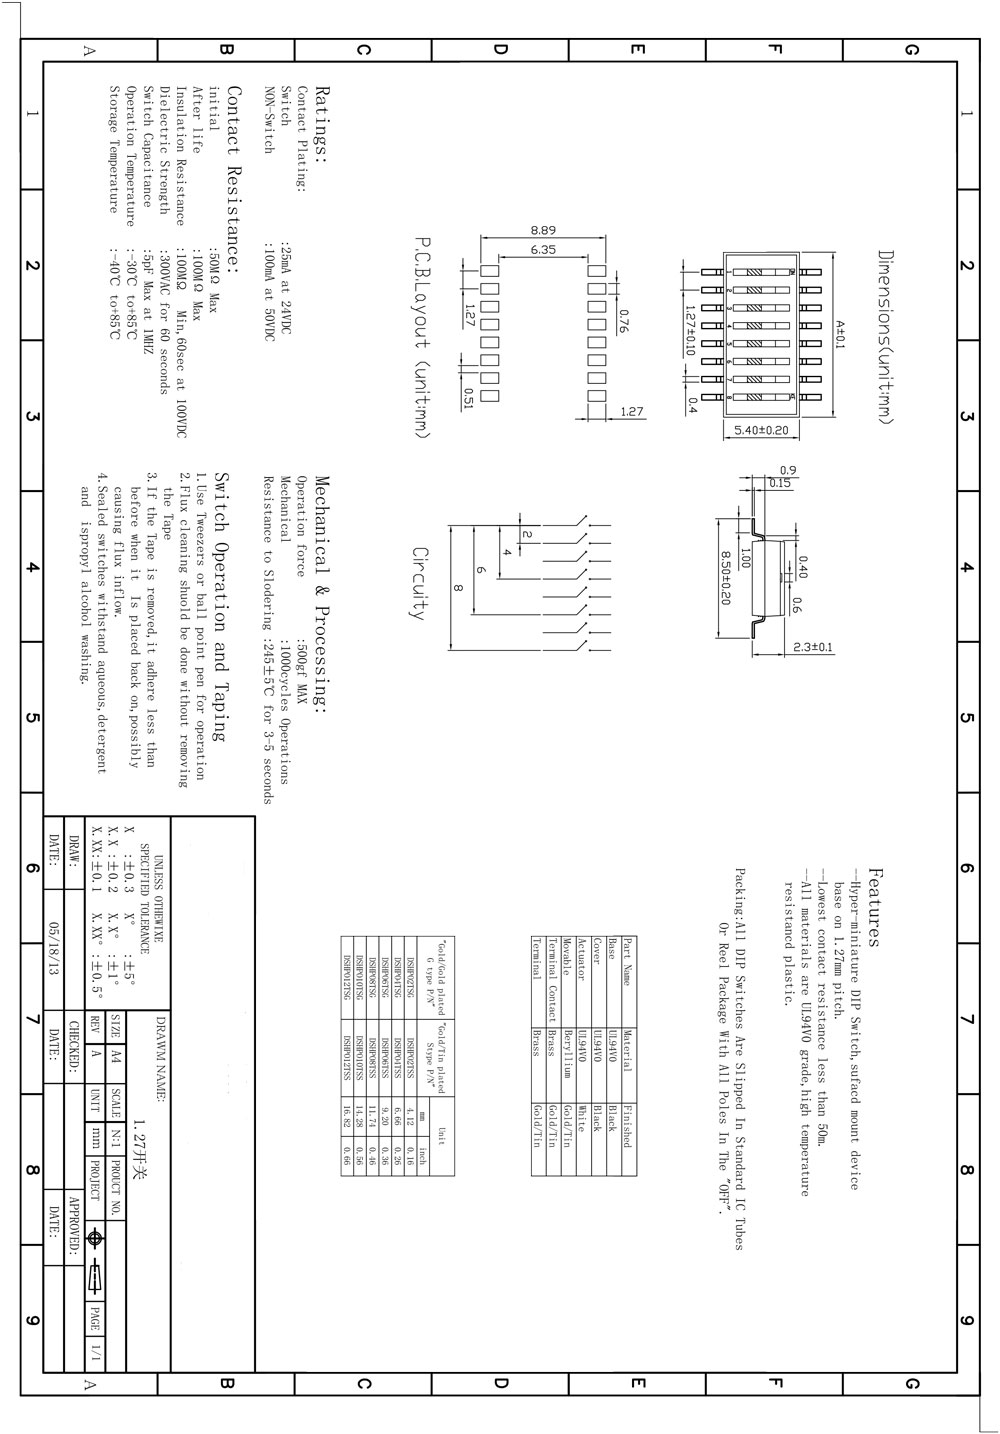 1 2 3 4 5 6 7 8 9
G G
F F
E E
D D
C C
B B
A A
Dimensions(unit:mm)
A±0.1
ON KE
1 2 3 4 5 6 7 8
5.40±0.20
1.27±0.10
0.4
0.9
0.15
0.40
0.6
2.3±0.1
1.00
8.50±0.20
0.76
1.27
8.89
6.35
1.27
0.51
P.C.B.Layout (unit:mm)
2
4
6
8
Circuity
Features
--Hyper-miniature DIP Switch,sufacd mount device
base on 1.27mm pitch.
--Lowest contact resistance less than 50m.
--All materials are UL94V0 grade,high temperature
resistancd plastic.
Packing:All DIP Switches Are Slipped In Standard IC Tubes
Or Reel Package With All Poles In The "OFF".
Part Name Material Finished
Base UL94V0 Black
Cover UL94V0 Black
Actuator UL94V0 White
Movable Beryllium Gold/Tin
Terminal Contact Brass Gold/Tin
Terminal Brass Gold/Tin
"Gold/Gold plated "Gold/Tin plated Unit
G type P/N" Stype P/N"
mm inch
DSHP02TSG DSHP02TSS 4.12 0.16
DSHP04TSG DSHP04TSS 6.66 0.26
DSHP06TSG DSHP06TSS 9.20 0.36
DSHP08TSG DSHP08TSS 11.74 0.46
DSHP010TSG DSHP010TSS 14.28 0.56
DSHP012TSG DSHP012TSS 16.82 0.66
Ratings:
Contact Plating:
Switch :25mA at 24VDC
NON-Switch :100mA at 50VDC
Contact Resistance:
initial :50MΩ Max
After life :100MΩ Max
Insulation Resistance :100MΩ Min,60sec at 100VDC
Dielectric Strength :300VAC for 60 seconds
Switch Capacitance :5pF Max at 1MHZ
Operation Temperature :-30℃ to+85℃
Storage Temperature :-40℃ to+85℃
Mechanical & Processing:
Operation force :500gf MAX
Mechanical :1000cycles Operations
Resistance to Slodering :245±5℃ for 3-5 seconds
Switch Operation and Taping
1.Use Tweezers or ball point pen for operation
2.Flux cleaning shuold be done without removing
the Tape
3.If the Tape is removed,it adhere less than
before when it Is placed back on,possibly
causing flux inflow.
4.Sealed switches withstand aqueous,detergent
and ispropyl alcohol washing.
UNLESS OTHEWIXE
SPECIFIED TOLERANCE
X :±0.3 X° :±5°
X.X :±0.2 X.X° :±1°
X.XX:±0.1 X.XX° :±0.5°
DRAWM NAME:
1.27开关
SIZE A4 SCALE N:1 PROUCT NO.
REV A UNIT mm PROJECT PAGE 1/1
DRAW: CHECKED: APPROVED:
DATE: 05/18/13 DATE: DATE:
1 2 3 4 5 6 7 8 9